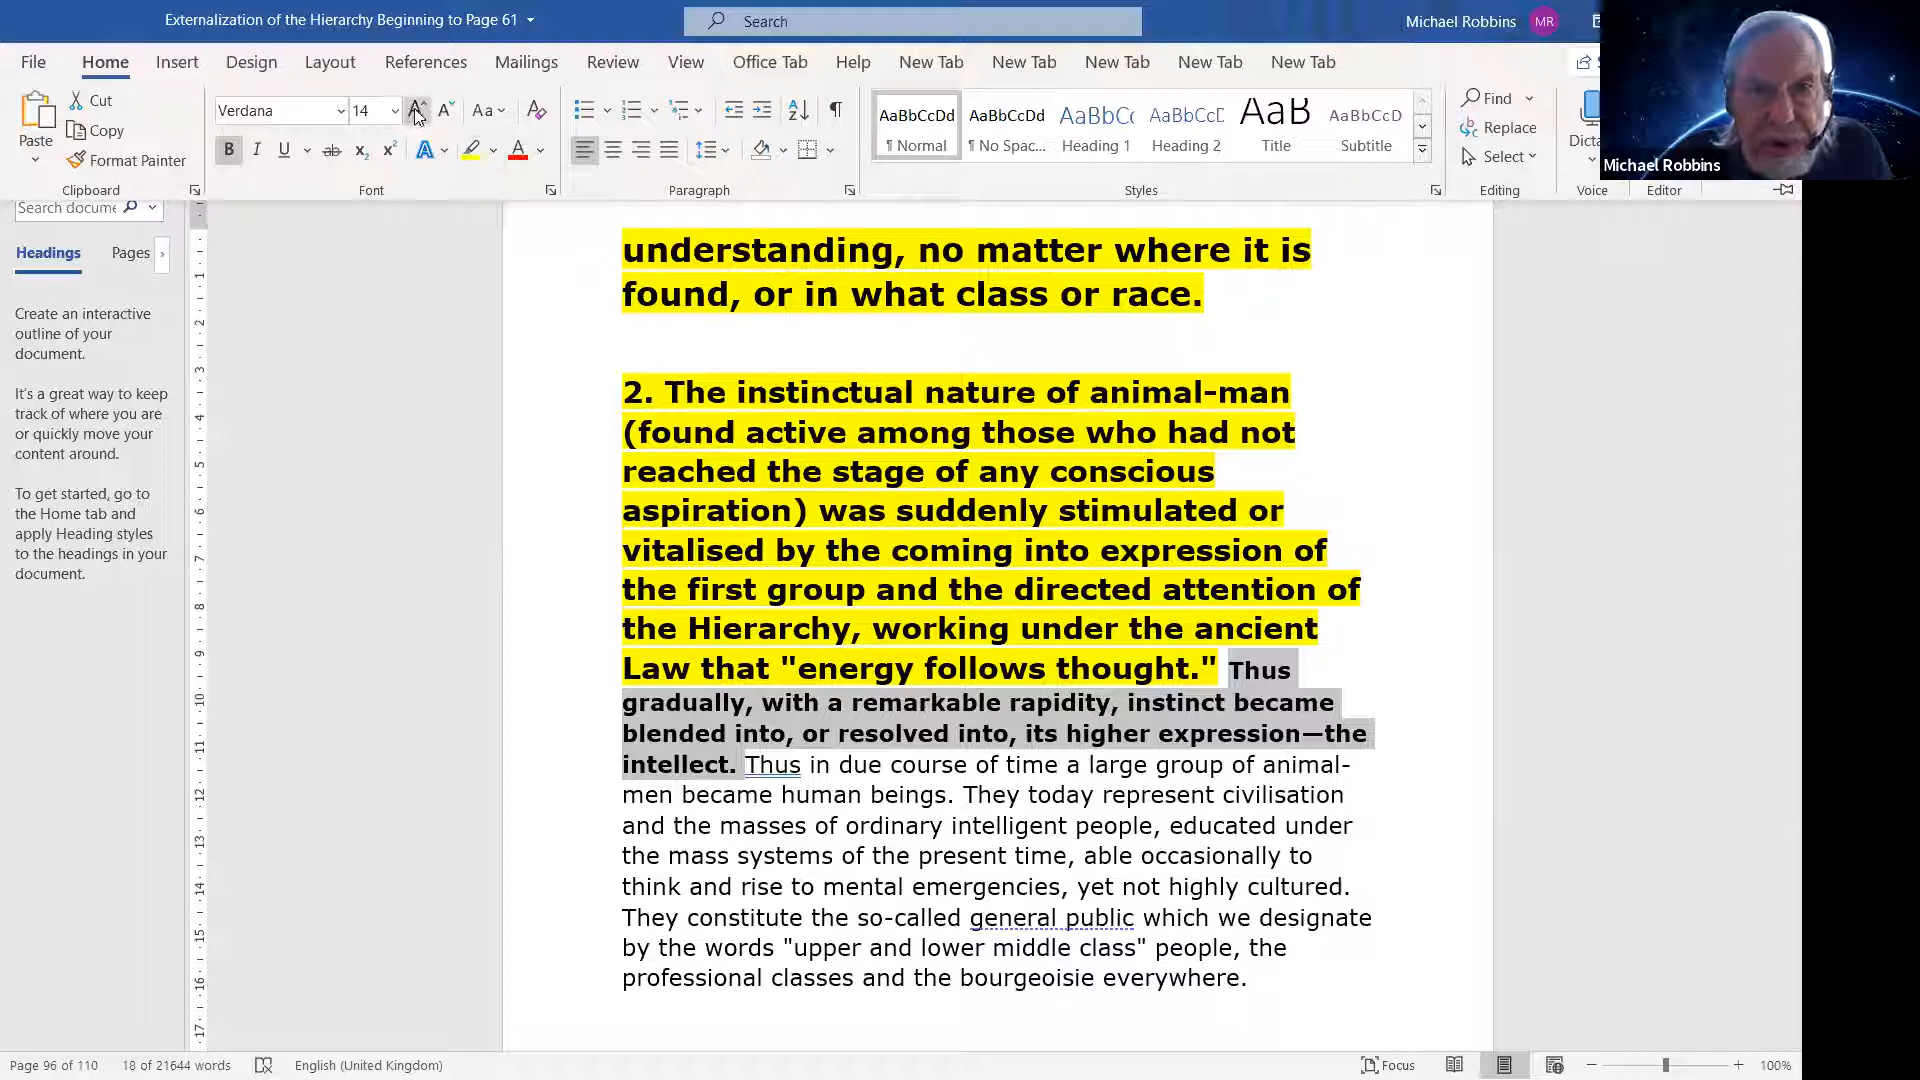 Externalization of the Hierarchy Beginning to Page 61
Search
Michael Robbins
MR
File Home Insert Design Layout References Mailings Review View Office Tab Help New Tab New Tab New Tab New Tab New Tab
Paste
Cut
Copy
Format Painter
Clipboard
Verdana 14
Aa
B I U ab x₂ x² A A
Font
Paragraph
AaBbCcDd AaBbCcDd AaBbCc AaBbCcD AaB AaBbCcD
¶ Normal ¶ No Spac... Heading 1 Heading 2 Title Subtitle
Styles
Find
Replace
Select
Editing
Dicta
Voice
Editor
Michael Robbins
Search docume
Headings Pages
Create an interactive
outline of your
document.
It's a great way to keep
track of where you are
or quickly move your
content around.
To get started, go to
the Home tab and
apply Heading styles
to the headings in your
document.
understanding, no matter where it is
found, or in what class or race.
2. The instinctual nature of animal-man
(found active among those who had not
reached the stage of any conscious
aspiration) was suddenly stimulated or
vitalised by the coming into expression of
the first group and the directed attention of
the Hierarchy, working under the ancient
Law that "energy follows thought." Thus
gradually, with a remarkable rapidity, instinct became
blended into, or resolved into, its higher expression—the
intellect. Thus in due course of time a large group of animal-
men became human beings. They today represent civilisation
and the masses of ordinary intelligent people, educated under
the mass systems of the present time, able occasionally to
think and rise to mental emergencies, yet not highly cultured.
They constitute the so-called general public which we designate
by the words "upper and lower middle class" people, the
professional classes and the bourgeoisie everywhere.
Page 96 of 110 18 of 21644 words English (United Kingdom)
Focus
100%